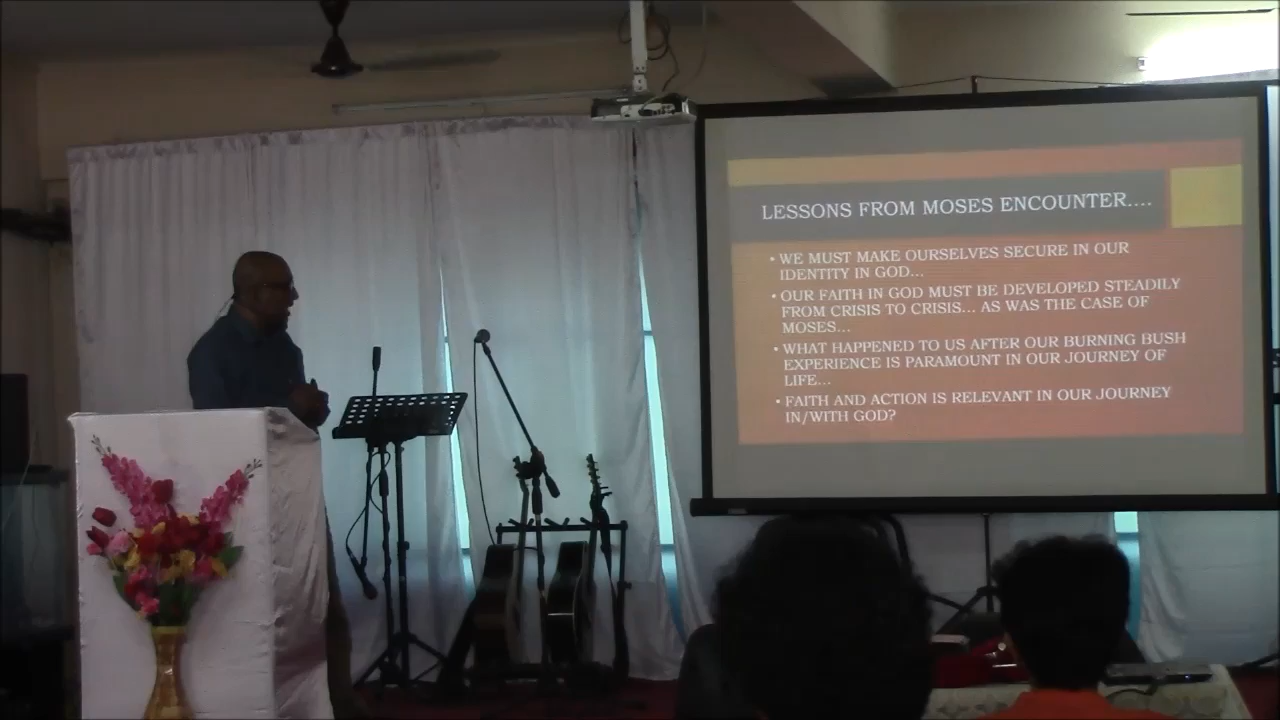 LESSONS FROM MOSES ENCOUNTER....
• WE MUST MAKE OURSELVES SECURE IN OUR
IDENTITY IN GOD...
• OUR FAITH IN GOD MUST BE DEVELOPED STEADILY
FROM CRISIS TO CRISIS... AS WAS THE CASE OF
MOSES...
• WHAT HAPPENED TO US AFTER OUR BURNING BUSH
EXPERIENCE IS PARAMOUNT IN OUR JOURNEY OF
LIFE...
• FAITH AND ACTION IS RELEVANT IN OUR JOURNEY
IN/WITH GOD?